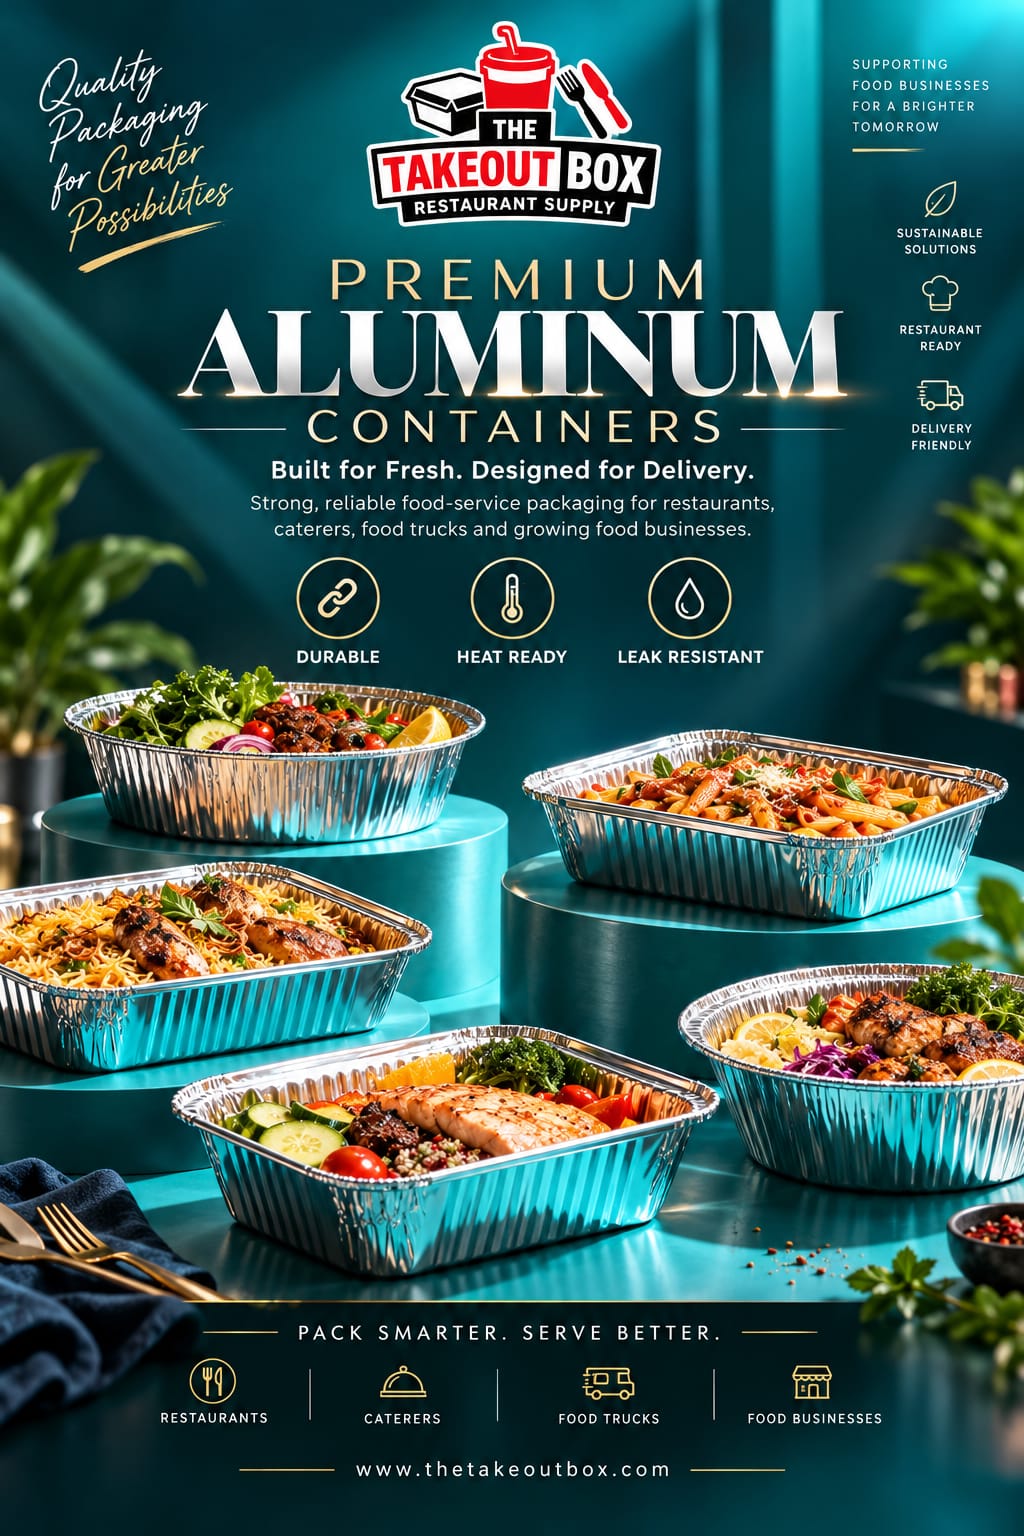 Quality
Packaging
for Greater
Possibilities
THE
TAKEOUT BOX
RESTAURANT SUPPLY
SUPPORTING
FOOD BUSINESSES
FOR A BRIGHTER
TOMORROW
SUSTAINABLE
SOLUTIONS
RESTAURANT
READY
DELIVERY
FRIENDLY
PREMIUM
ALUMINUM
CONTAINERS
Built for Fresh. Designed for Delivery.
Strong, reliable food-service packaging for restaurants,
caterers, food trucks and growing food businesses.
DURABLE
HEAT READY
LEAK RESISTANT
PACK SMARTER. SERVE BETTER.
RESTAURANTS
CATERERS
FOOD TRUCKS
FOOD BUSINESSES
www.thetakeoutbox.com